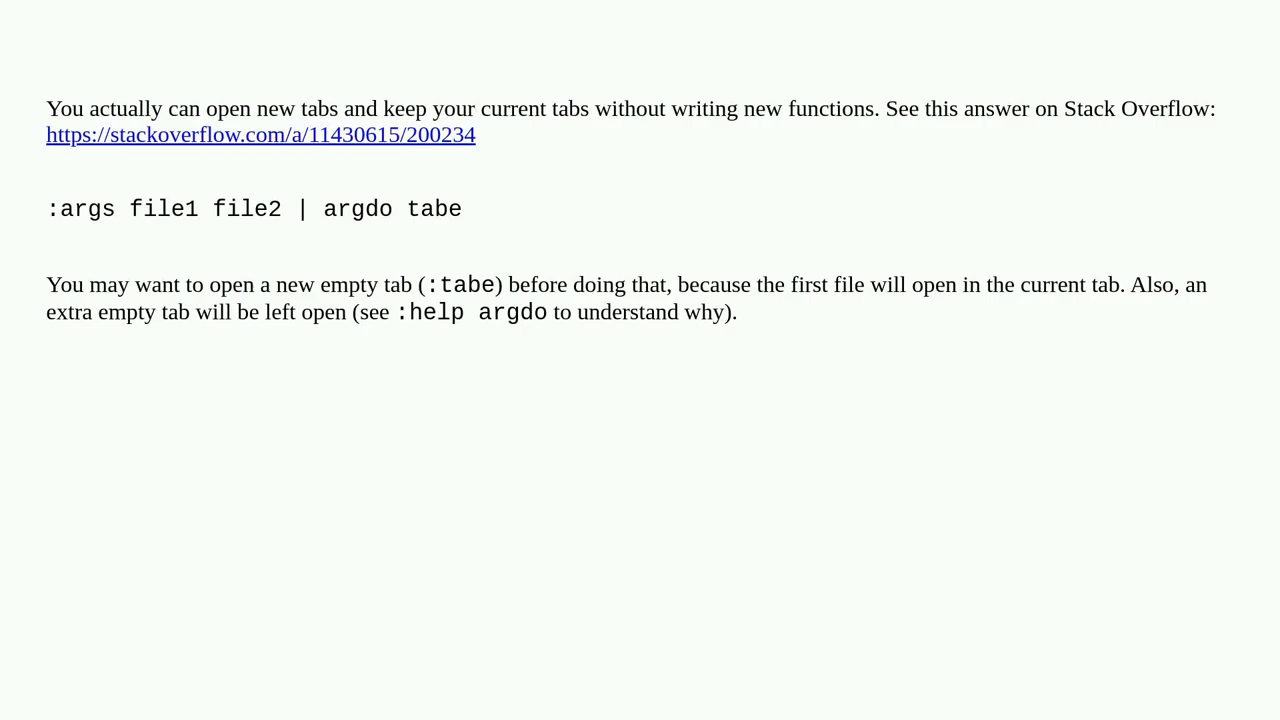 You actually can open new tabs and keep your current tabs without writing new functions. See this answer on Stack Overflow:
https://stackoverflow.com/a/11430615/200234
:args file1 file2 | argdo tabe
You may want to open a new empty tab (:tabe) before doing that, because the first file will open in the current tab. Also, an
extra empty tab will be left open (see :help argdo to understand why).